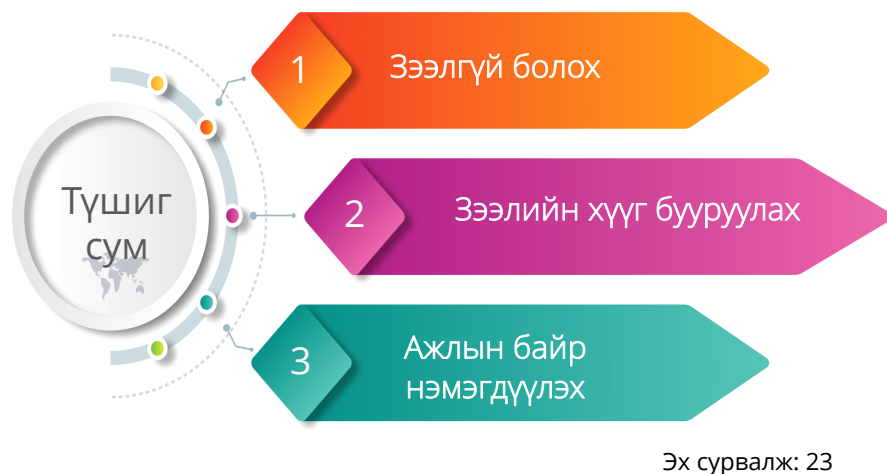 Түшиг
сум
1
Зээлгүй болох
2
Зээлийн хүүг бууруулах
3
Ажлын байр
нэмэгдүүлэх
Эх сурвалж: 23